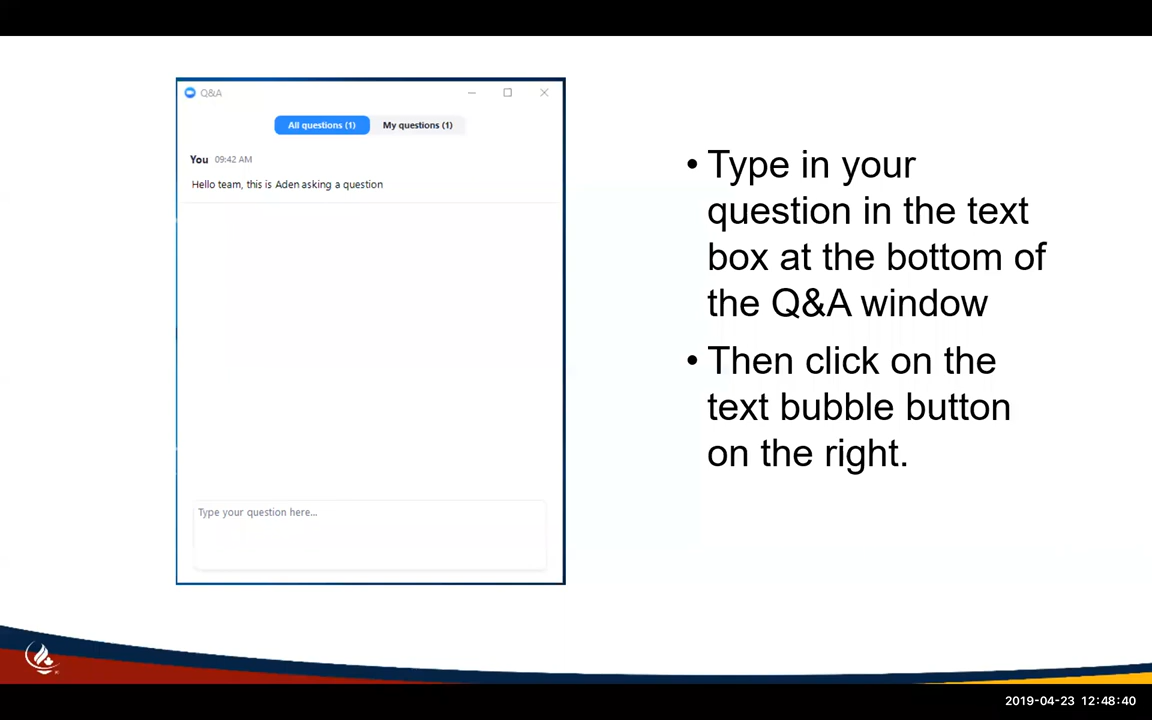 Q&A
All questions (1) My questions (1)
You 09:42 AM
Hello team, this is Aden asking a question
Type your question here...
• Type in your
question in the text
box at the bottom of
the Q&A window
• Then click on the
text bubble button
on the right.
2019-04-23 12:48:40